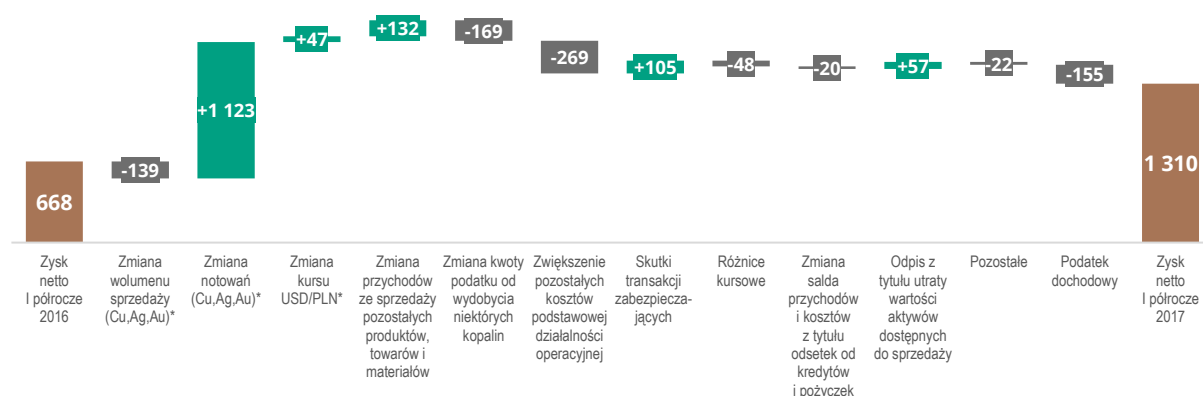 +47
+132
-169
-269
+105
-48
-20
+57
-22
-155
+1 123
-139
668
1 310
Zysk
netto
I półrocze
2016
Zmiana
wolumenu
sprzedaży
(Cu,Ag,Au)*
Zmiana
notowań
(Cu,Ag,Au)*
Zmiana
kursu
USD/PLN*
Zmiana
przychodów
ze sprzedaży
pozostałych
produktów,
towarów i
materiałów
Zmiana kwoty
podatku od
wydobycia
niektórych
kopalin
Zwiększenie
pozostałych
kosztów
podstawowej
działalności
operacyjnej
Skutki
transakcji
zabezpiecza-
jących
Różnice
kursowe
Zmiana
salda
przychodów
i kosztów
z tytułu
odsetek od
kredytów
i pożyczek
Odpis z
tytułu utraty
wartości
aktywów
dostępnych
do sprzedaży
Pozostałe
Podatek
dochodowy
Zysk
netto
I półrocze
2017